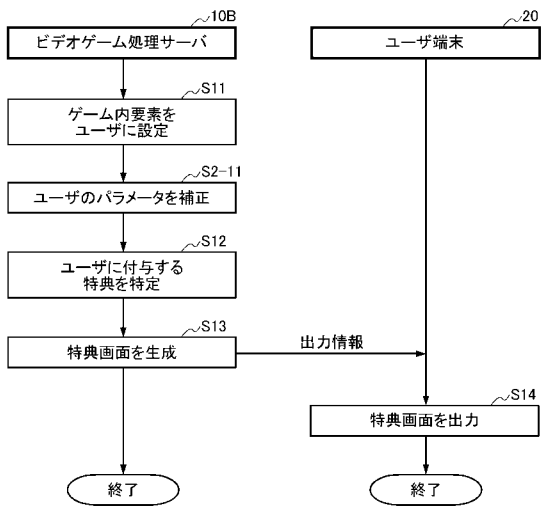 10B
ビデオゲーム処理サーバ
20
ユーザ端末
S11
ゲーム内要素を
ユーザに設定
S2-11
ユーザのパラメータを補正
S12
ユーザに付与する
特典を特定
S13
特典画面を生成
出力情報
S14
特典画面を出力
終了
終了